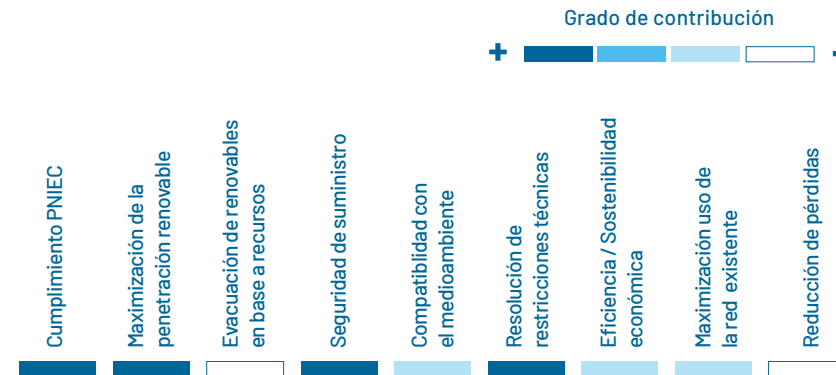 Grado de contribución
+
Cumplimiento PNIEC
Maximización de la
penetración renovable
Evacuación de renovables
en base a recursos
Seguridad de suministro
Compatiblidad con
el medioambiente
Resolución de
restricciones técnicas
Eficiencia / Sostenibilidad
económica
Maximización uso de
la red existente
Reducción de pérdidas